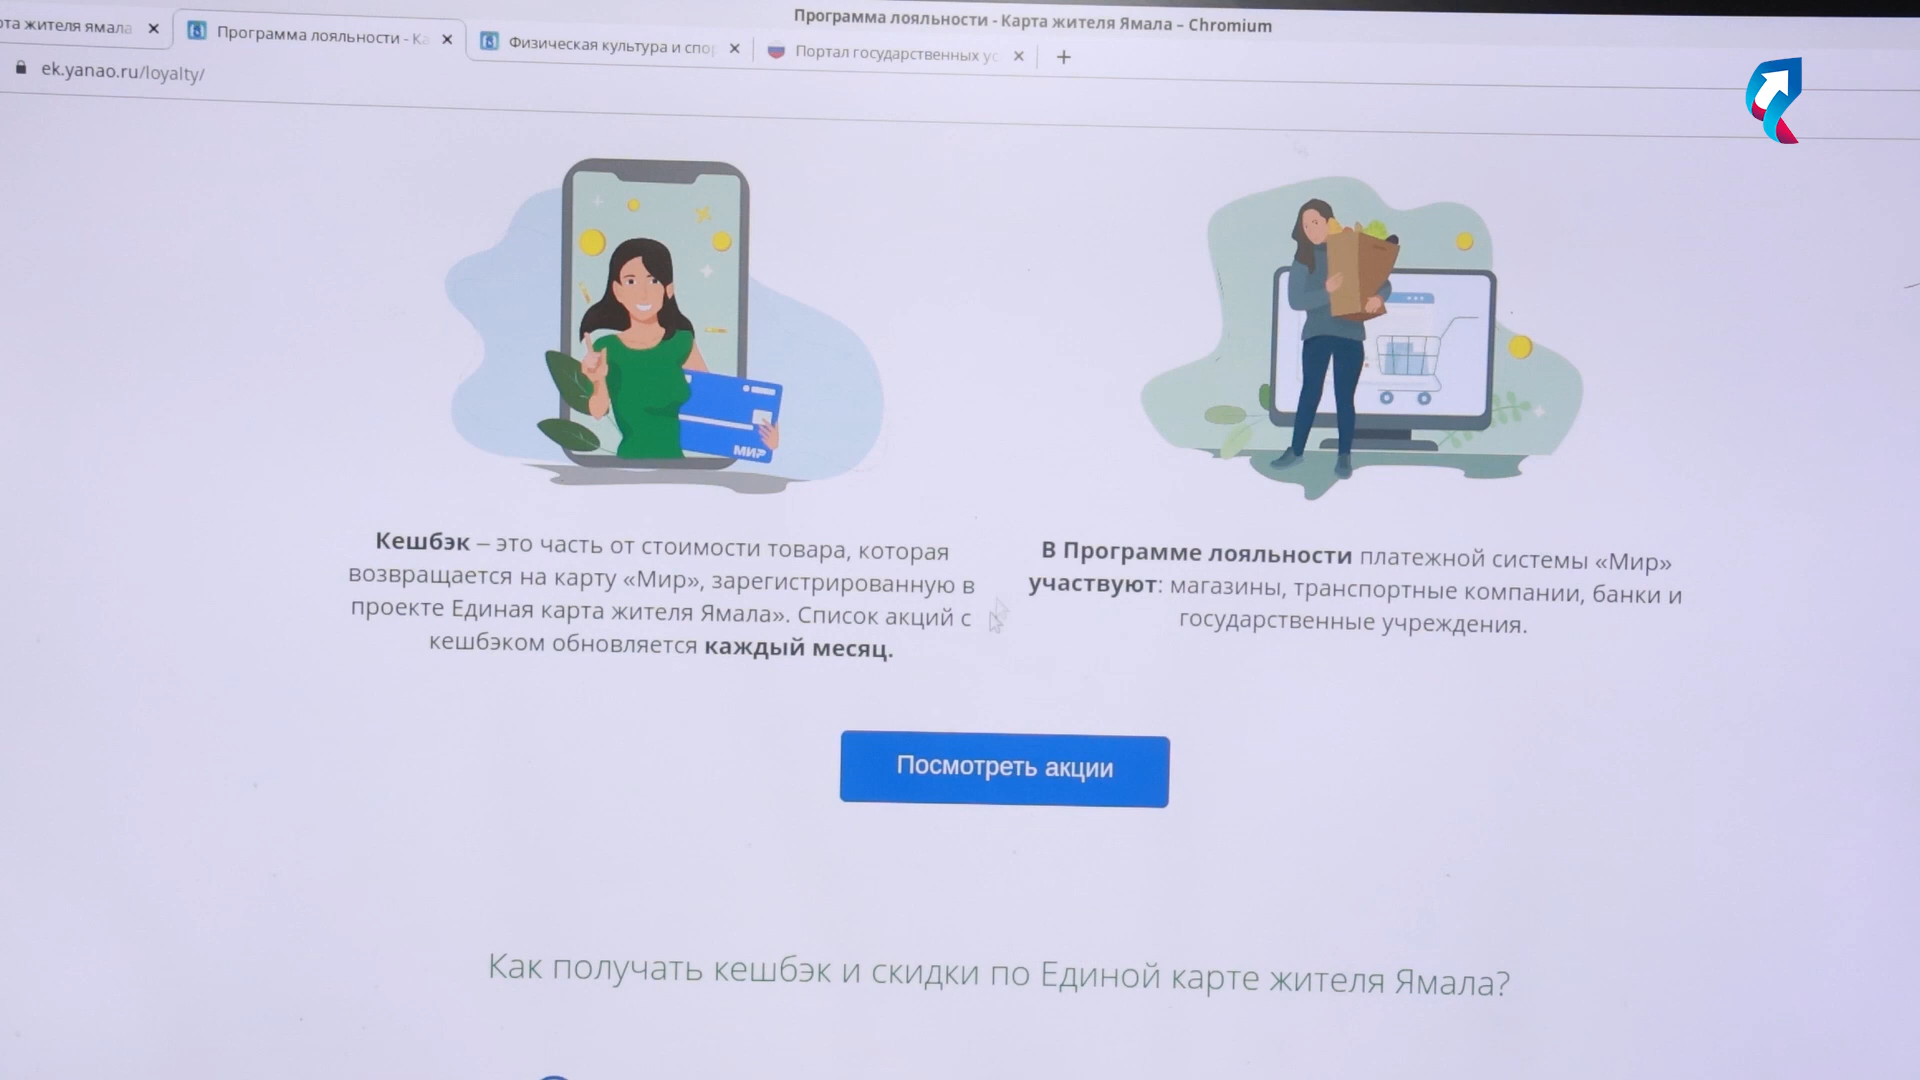 Программа лояльности - Карта жителя Ямала – Chromium
та жителя ямала
Программа лояльности - Ка
Физическая культура и спор
Портал государственных ус
ek.yanao.ru/loyalty/
МИР
Кешбэк – это часть от стоимости товара, которая
возвращается на карту «Мир», зарегистрированную в
проекте Единая карта жителя Ямала». Список акций с
кешбэком обновляется каждый месяц.
В Программе лояльности платежной системы «Мир»
участвуют: магазины, транспортные компании, банки и
государственные учреждения.
Посмотреть акции
Как получать кешбэк и скидки по Единой карте жителя Ямала?